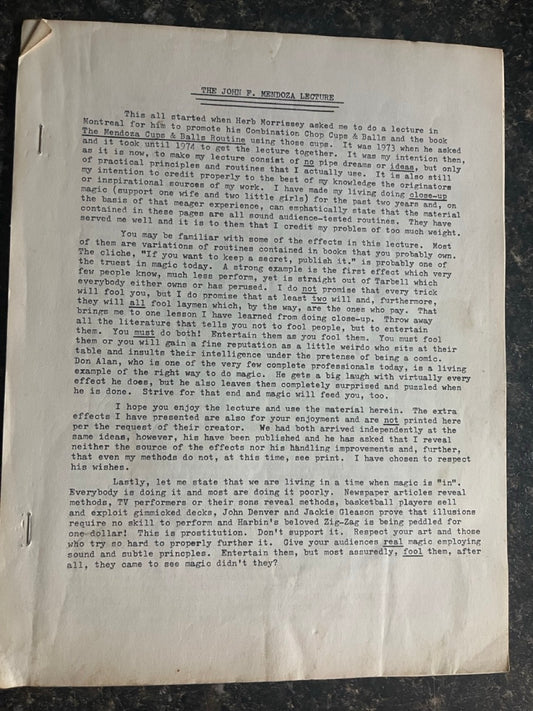 THE JOHN F. MENDOZA LECTURE
This all started when Herb Morrissey asked me to do a lecture in
Montreal for him to promote his Combination Chop Cups & Balls and the book
The Mendoza Cups & Balls Routine using those cups. It was 1973 when he asked
and it took until 1974 to get the lecture together. It was my intention then,
as it is now, to make my lecture consist of no pipe dreams or ideas, but only
of practical principles and routines that I actually use. It is also still
my intention to credit properly to the best of my knowledge the originators
or inspirational sources of my work. I have made my living doing close-up
magic (support one wife and two little girls) for the past two years and, on
the basis of that meager experience, can emphatically state that the material
contained in these pages are all sound audience-tested routines. They have
served me well and it is to them that I credit my problem of too much weight.
You may be familiar with some of the effects in this lecture. Most
of them are variations of routines contained in books that you probably own.
The cliche, "If you want to keep a secret, publish it." is probably one of
the truest in magic today. A strong example is the first effect which very
few people know, much less perform, yet is straight out of Tarbell which
everybody either owns or has perused. I do not promise that every trick
will fool you, but I do promise that at least two will and, furthermore,
they will all fool laymen which, by the way, are the ones who pay. That
brings me to one lesson I have learned from doing close-up. Throw away
all the literature that tells you not to fool people, but to entertain
them. You must do both! Entertain them as you fool them. You must fool
them or you will gain a fine reputation as a little weirdo who sits at their
table and insults their intelligence under the pretense of being a comic.
Don Alan, who is one of the very few complete professionals today, is a living
example of the right way to do magic. He gets a big laugh with virtually every
effect he does, but he also leaves them completely surprised and puzzled when
he is done. Strive for that end and magic will feed you, too.
I hope you enjoy the lecture and use the material herein. The extra
effects I have presented are also for your enjoyment and are not printed here
per the request of their creator. We had both arrived independently at the
same ideas, however, his have been published and he has asked that I reveal
neither the source of the effects nor his handling improvements and, further,
that even my methods do not, at this time, see print. I have chosen to respect
his wishes.
Lastly, let me state that we are living in a time when magic is "in".
Everybody is doing it and most are doing it poorly. Newspaper articles reveal
methods, TV performers or their sons reveal methods, basketball players sell
and exploit gimmicked decks, John Denver and Jackie Gleason prove that illusions
require no skill to perform and Harbin's beloved Zig-Zag is being peddled for
one dollar! This is prostitution. Don't support it. Respect your art and those
who try so hard to properly further it. Give your audiences real magic employing
sound and subtle princples. Entertain them, but most assuredly, fool them, after
all, they came to see magic didn't they?